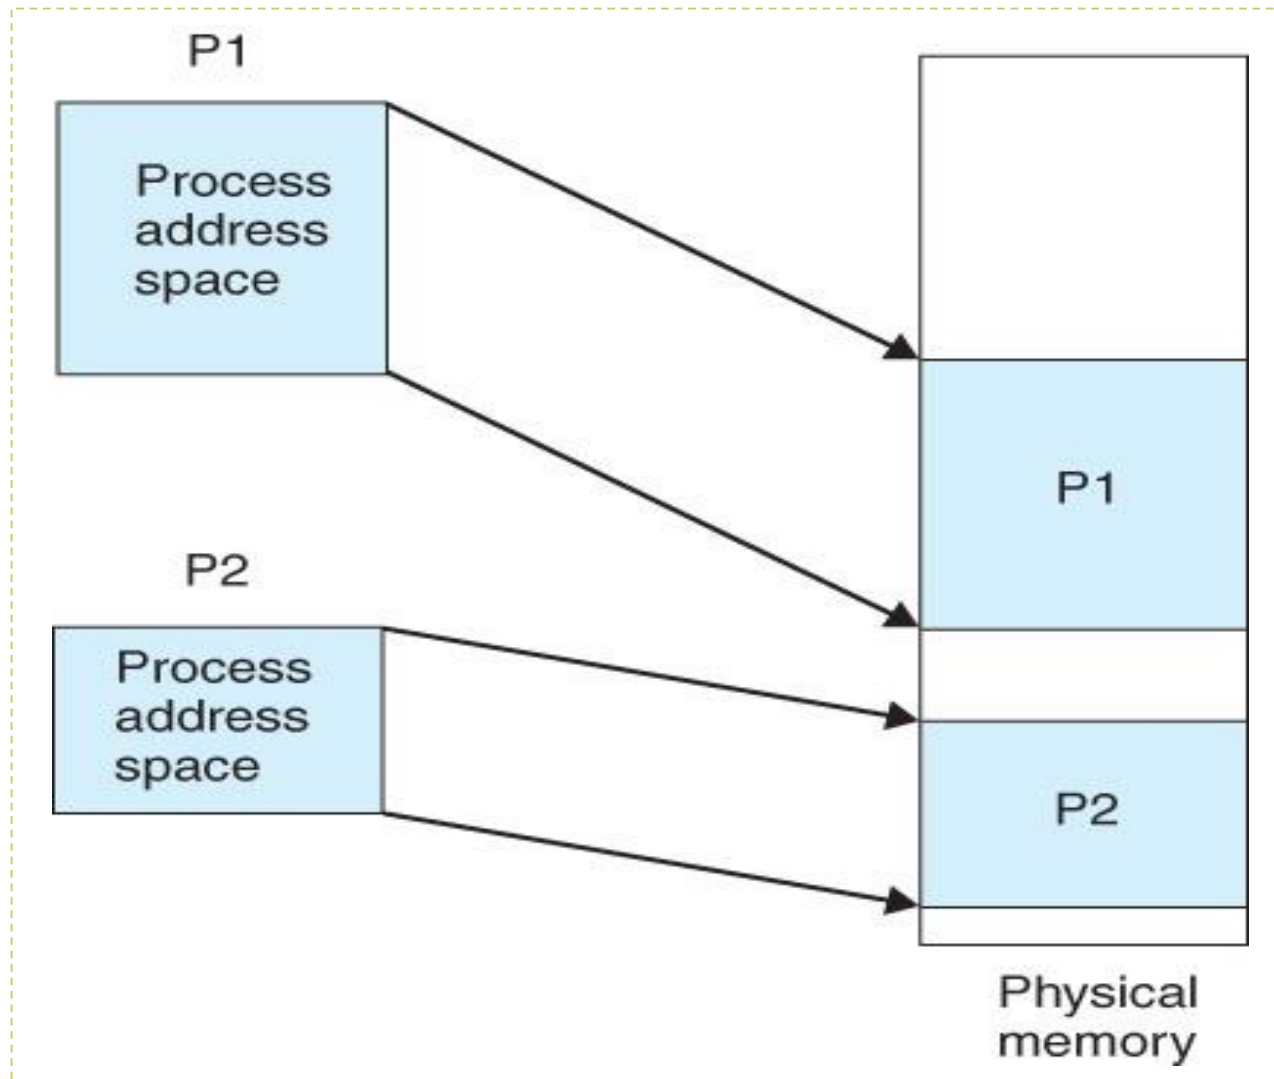 P1
Process
address
space
P1
P2
Process
address
space
P2
Physical
memory